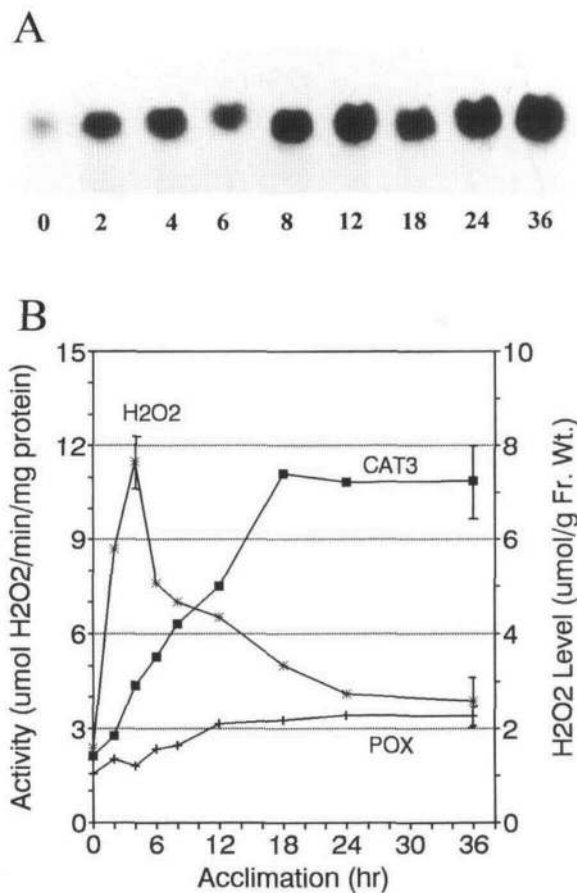 A
0 2 4 6 8 12 18 24 36
B
Activity (umol H2O2/min/mg protein)
15
12
9
6
3
0
H2O2
CAT3
POX
10
8
6
4
2
0
H2O2 Level (umol/g Fr. Wt.)
0 6 12 18 24 30 36
Acclimation (hr)